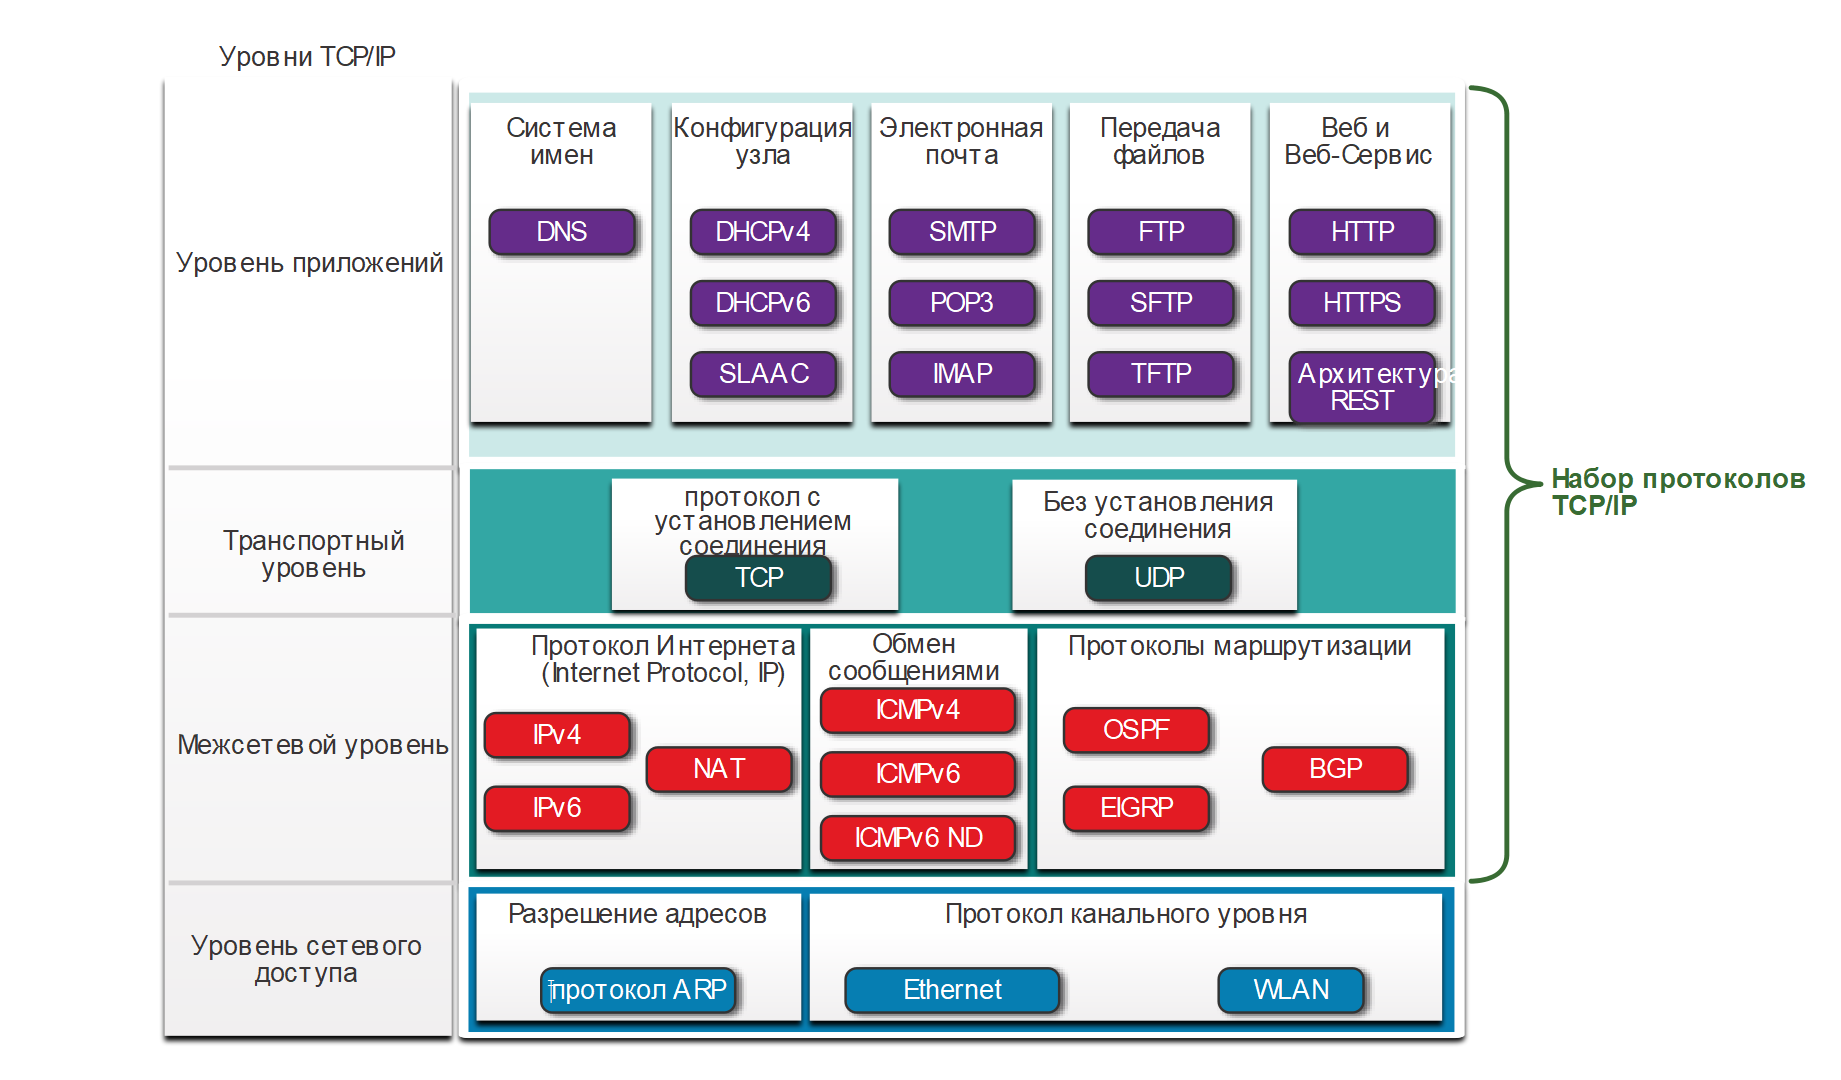 Уровни TCP/IP
Уровень приложений
Система
имен
DNS
Конфигурация
узла
DHCPv4
DHCPv6
SLAAC
Электронная
почта
SMTP
POP3
IMAP
Передача
файлов
FTP
SFTP
TFTP
Веб и
Веб-Сервис
HTTP
HTTPS
Архитектура
REST
Транспортный
уровень
протокол с
установлением
соединения
TCP
Без установления
соединения
UDP
Межсетевой уровень
Протокол Интернета
(Internet Protocol, IP)
IPv4
IPv6
NAT
Обмен
сообщениями
ICMPv4
ICMPv6
ICMPv6 ND
Протоколы маршрутизации
OSPF
EIGRP
BGP
Уровень сетевого
доступа
Разрешение адресов
протокол ARP
Протокол канального уровня
Ethernet
WLAN
Набор протоколов
TCP/IP